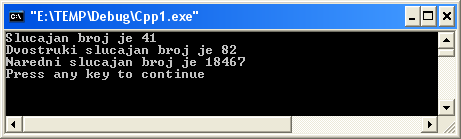 "E:\TEMP\Debug\Cpp1.exe"
Slucajan broj je 41
Dvostruki slucajan broj je 82
Naredni slucajan broj je 18467
Press any key to continue